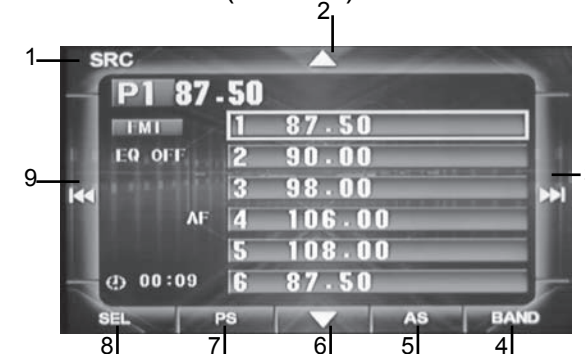 2
1 SRC
P1 87.50
FM1
1 87.50
EQ OFF
2 90.00
9
3 98.00
AF
4 106.00
5 108.00
00:09
6 87.50
SEL
PS
AS
BAND
8 7 6 5 4